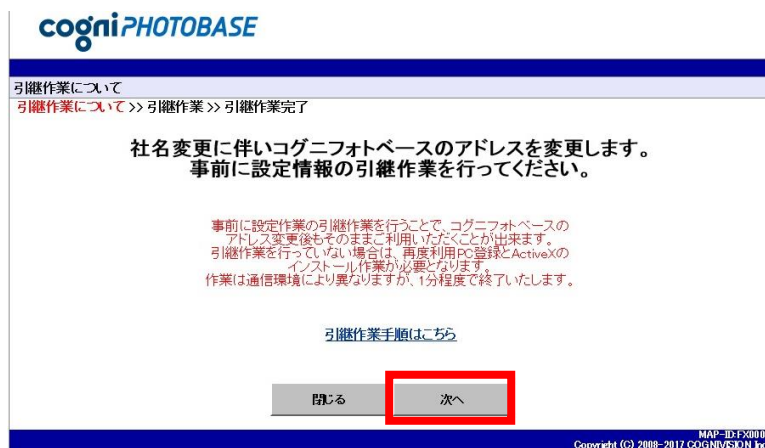 cogni PHOTOBASE
引継作業について
引継作業について >> 引継作業 >> 引継作業完了
社名変更に伴いコグニフォトベースのアドレスを変更します。
事前に設定情報の引継作業を行ってください。
事前に設定作業の引継作業を行うことで、コグニフォトベースの
アドレス変更後もそのままご利用いただくことが出来ます。
引継作業を行っていない場合は、再度利用PC登録とActiveXの
インストール作業が必要となります。
作業は通信環境により異なりますが、1分程度で終了いたします。
引継作業手順はこちら
閉じる 次へ
MAP-ID:FX000
Copyright (C) 2008-2017 COGNIVISION Inc